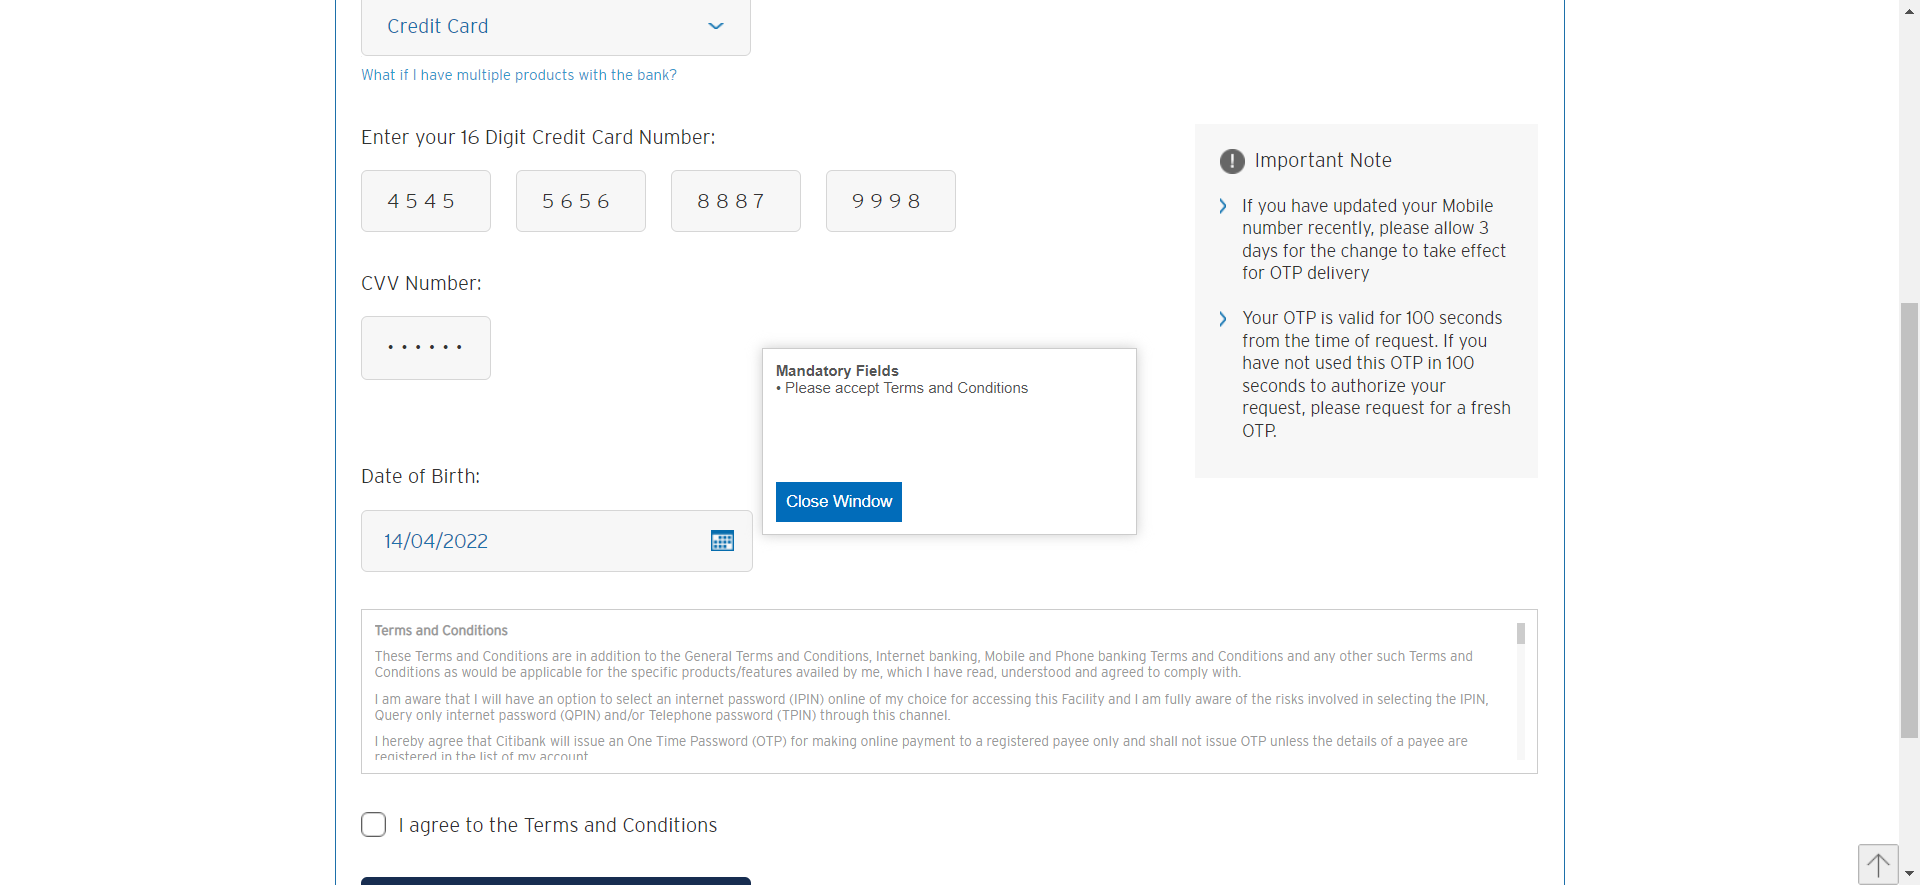 Credit Card
What if I have multiple products with the bank?
Enter your 16 Digit Credit Card Number:
4545 5656 8887 9998
CVV Number:
••••••
Date of Birth:
14/04/2022
Mandatory Fields
• Please accept Terms and Conditions
Close Window
! Important Note
If you have updated your Mobile
number recently, please allow 3
days for the change to take effect
for OTP delivery
Your OTP is valid for 100 seconds
from the time of request. If you
have not used this OTP in 100
seconds to authorize your
request, please request for a fresh
OTP.
Terms and Conditions
These Terms and Conditions are in addition to the General Terms and Conditions, Internet banking, Mobile and Phone banking Terms and Conditions and any other such Terms and
Conditions as would be applicable for the specific products/features availed by me, which I have read, understood and agreed to comply with.
I am aware that I will have an option to select an internet password (IPIN) online of my choice for accessing this Facility and I am fully aware of the risks involved in selecting the IPIN,
Query only internet password (QPIN) and/or Telephone password (TPIN) through this channel.
I hereby agree that Citibank will issue an One Time Password (OTP) for making online payment to a registered payee only and shall not issue OTP unless the details of a payee are
registered in the list of my account
I agree to the Terms and Conditions